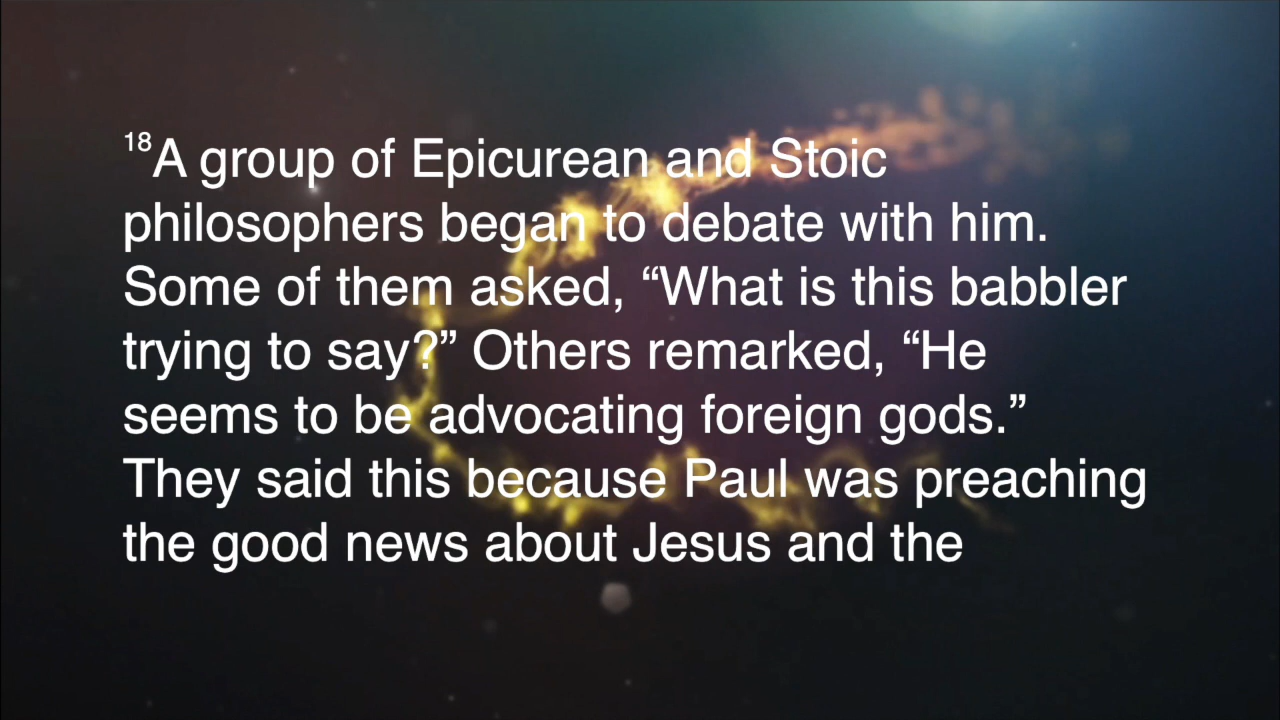 18A group of Epicurean and Stoic
philosophers began to debate with him.
Some of them asked, “What is this babbler
trying to say?” Others remarked, “He
seems to be advocating foreign gods.”
They said this because Paul was preaching
the good news about Jesus and the